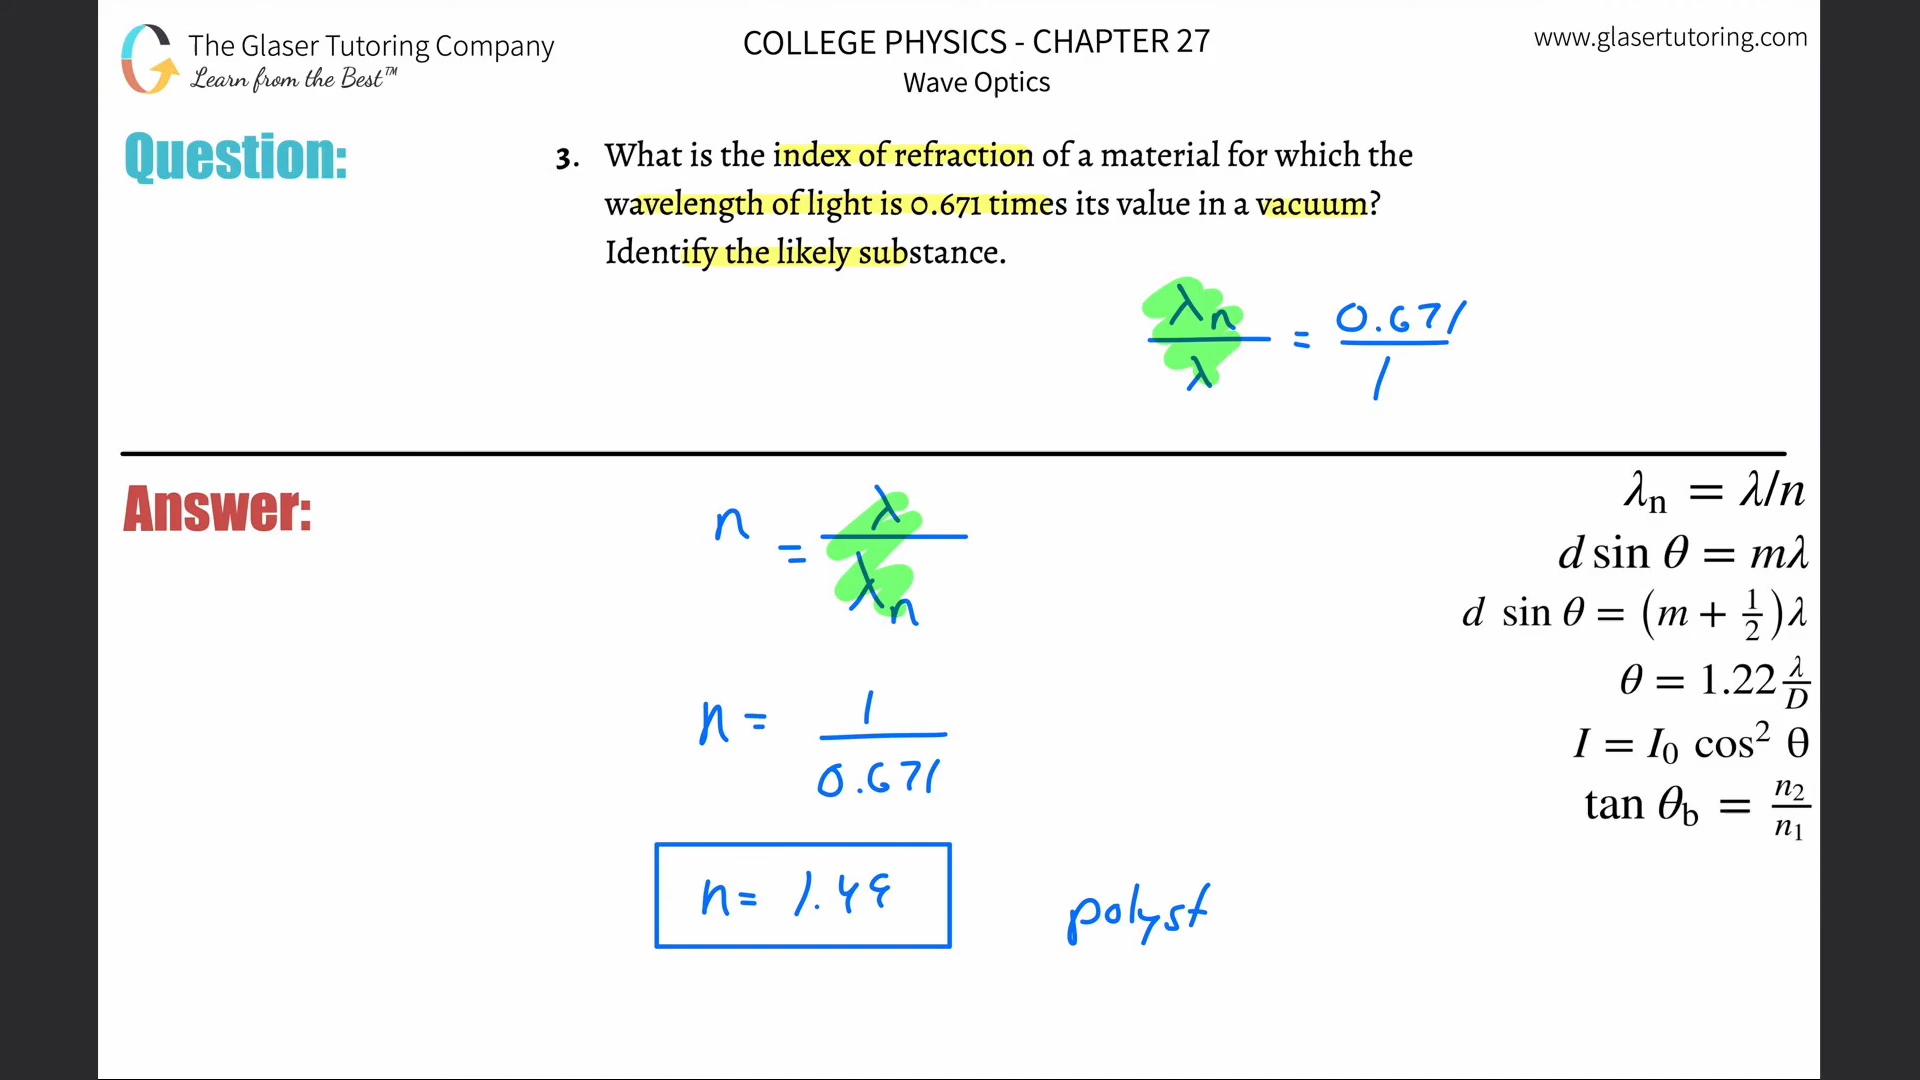 The Glaser Tutoring Company
Learn from the Best™
COLLEGE PHYSICS - CHAPTER 27
Wave Optics
www.glasertutoring.com
Question:
3. What is the index of refraction of a material for which the
wavelength of light is 0.671 times its value in a vacuum?
Identify the likely substance.
λn/λ = 0.671/1
Answer:
n = λ/λn
n = 1/0.671
n = 1.49
polyst
λn = λ/n
d sin θ = mλ
d sin θ = (m + 1/2)λ
θ = 1.22 λ/D
I = I0 cos² θ
tan θb = n2/n1